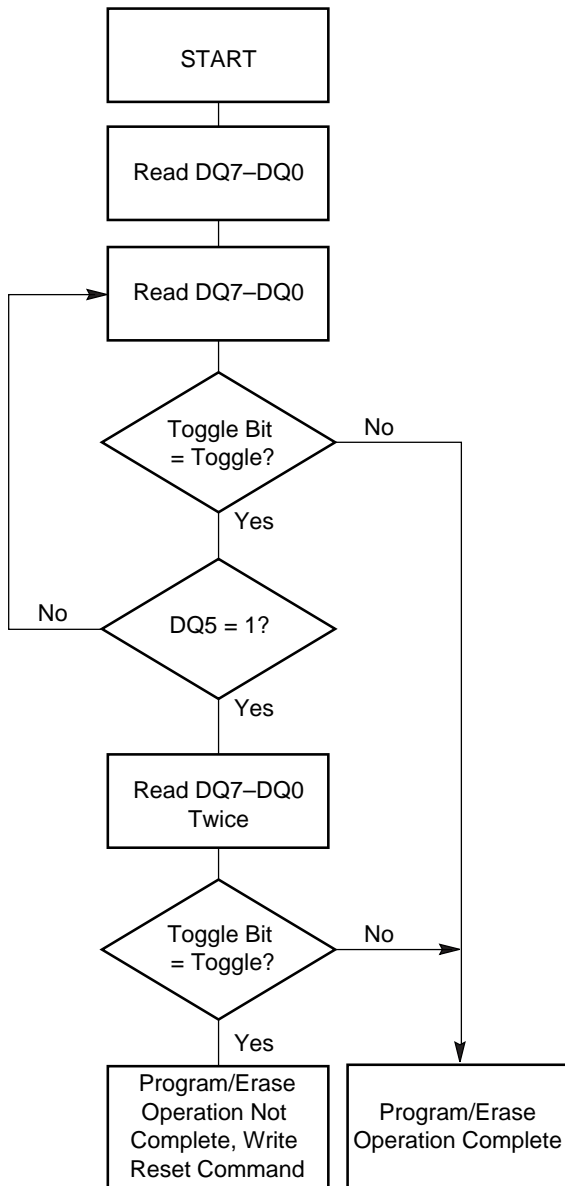 START
Read DQ7–DQ0
Read DQ7–DQ0
Toggle Bit
= Toggle?
No
Yes
No
DQ5 = 1?
Yes
Read DQ7–DQ0
Twice
Toggle Bit
= Toggle?
No
Yes
Program/Erase
Operation Not
Complete, Write
Reset Command
Program/Erase
Operation Complete